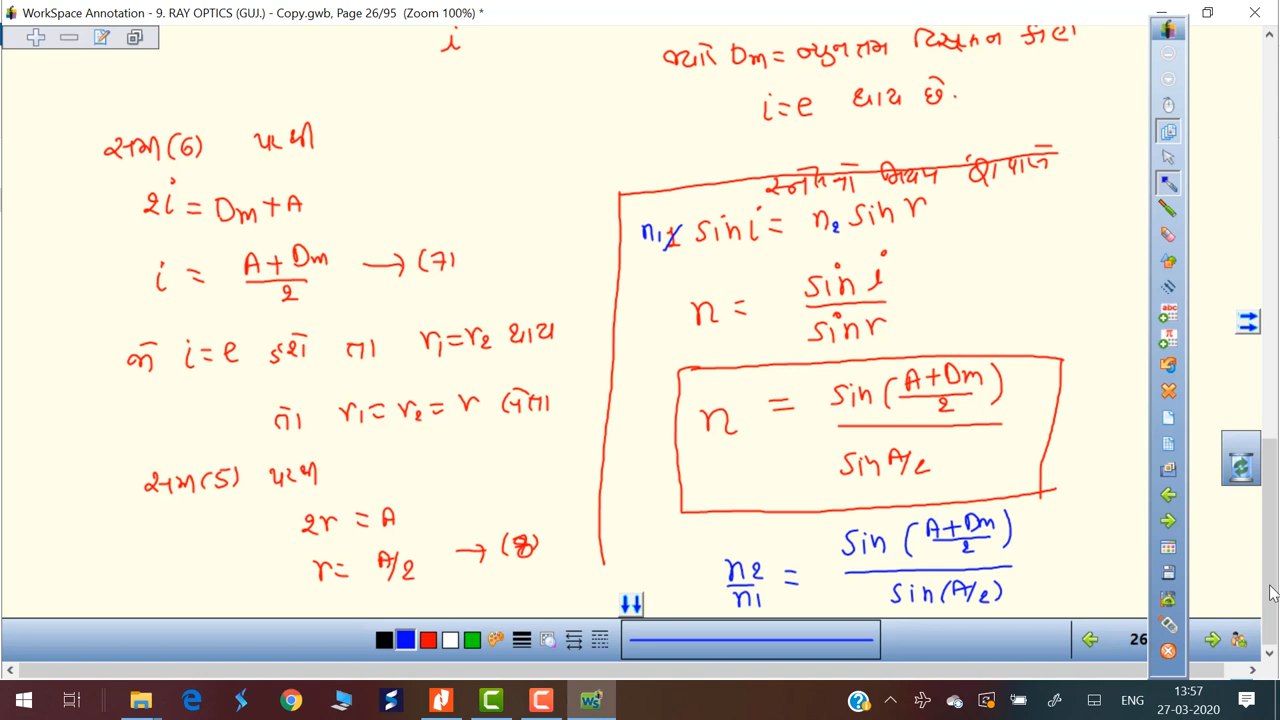 WorkSpace Annotation - 9. RAY OPTICS (GUJ.) - Copy.gwb, Page 26/95 (Zoom 100%) *
i
જ્યારે Dm = ન્યુનતમ વિચલન કોણ
i = e થાય છે.
સમી(6) પરથી
2i = Dm + A
i = (A + Dm)/2 → (7)
જો i = e હશે તો r1 = r2 થાય
તો r1 = r2 = r લેતા
સમી(5) પરથી
2r = A
r = A/2 → (8)
સ્નેલના નિયમ
n1 sin i = n2 sin r
n = sin i / sin r
n = sin((A + Dm)/2) / sin A/2
n2/n1 = sin((A + Dm)/2) / sin(A/2)
26
ENG
13:57
27-03-2020